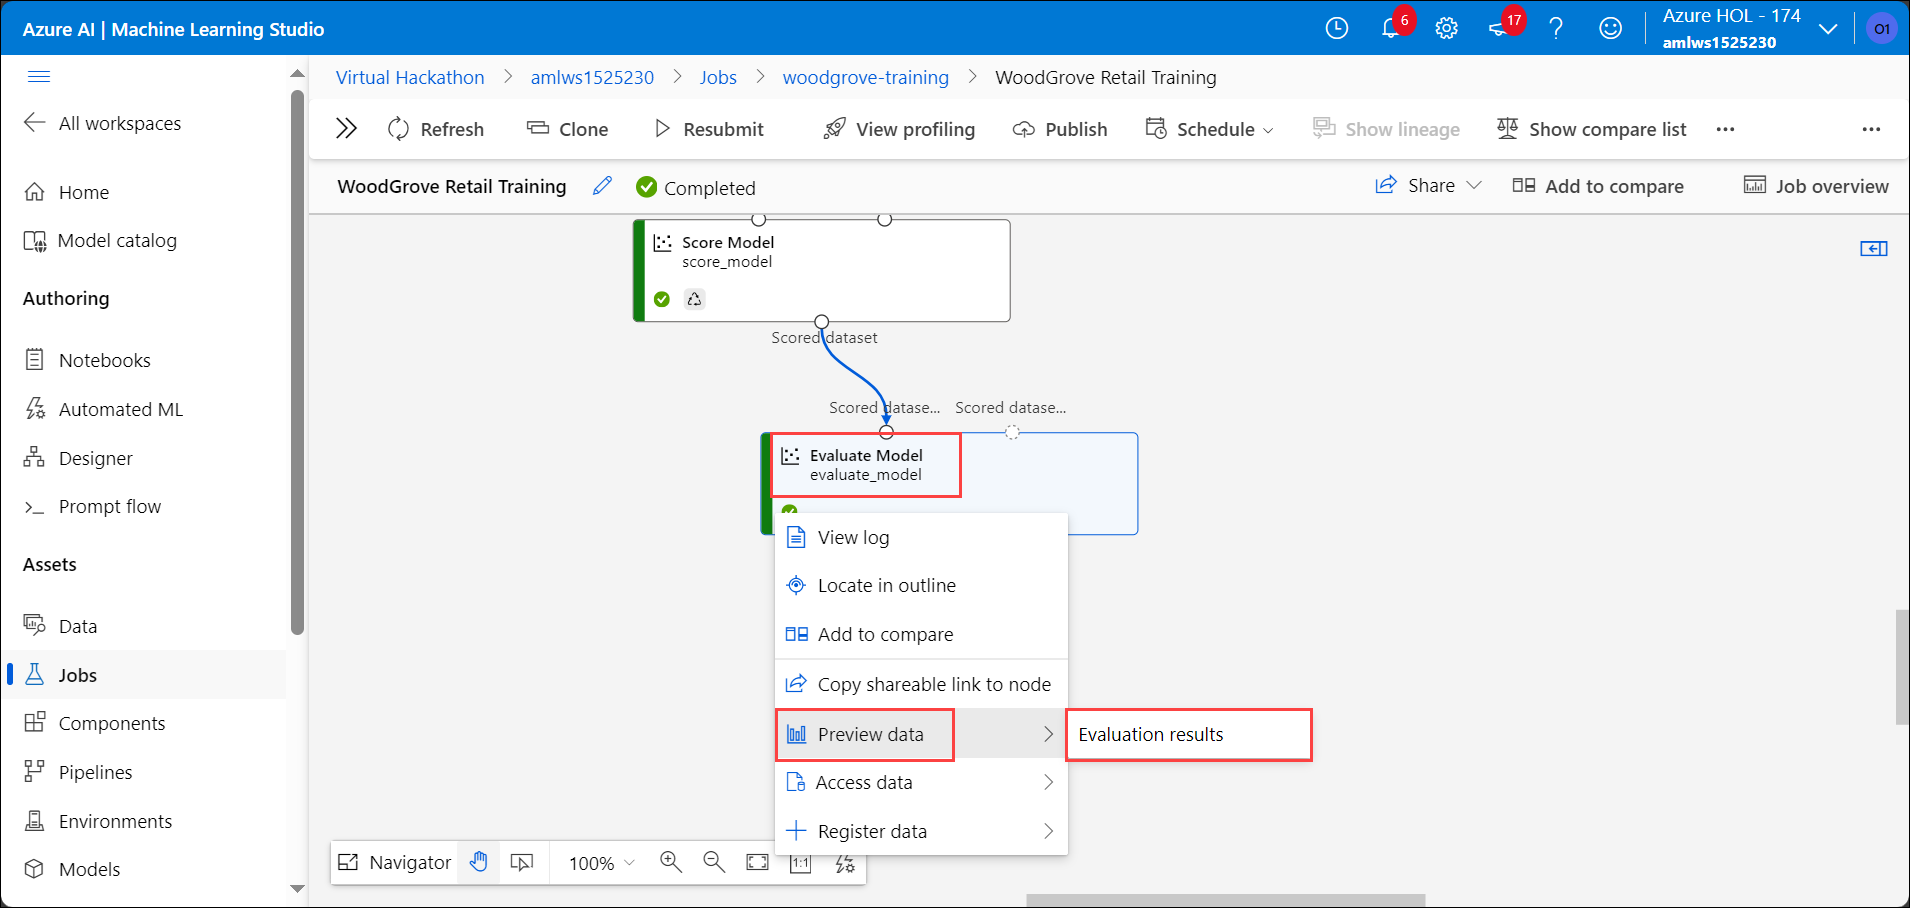 Azure AI | Machine Learning Studio
6
17
Azure HOL - 174
amlws1525230
O1
All workspaces
Home
Model catalog
Authoring
Notebooks
Automated ML
Designer
Prompt flow
Assets
Data
Jobs
Components
Pipelines
Environments
Models
Virtual Hackathon > amlws1525230 > Jobs > woodgrove-training > WoodGrove Retail Training
Refresh Clone Resubmit View profiling Publish Schedule Show lineage Show compare list
WoodGrove Retail Training Completed Share Add to compare Job overview
Score Model
score_model
Scored dataset
Scored datase... Scored datase...
Evaluate Model
evaluate_model
View log
Locate in outline
Add to compare
Copy shareable link to node
Preview data
Evaluation results
Access data
Register data
Navigator 100% 1:1